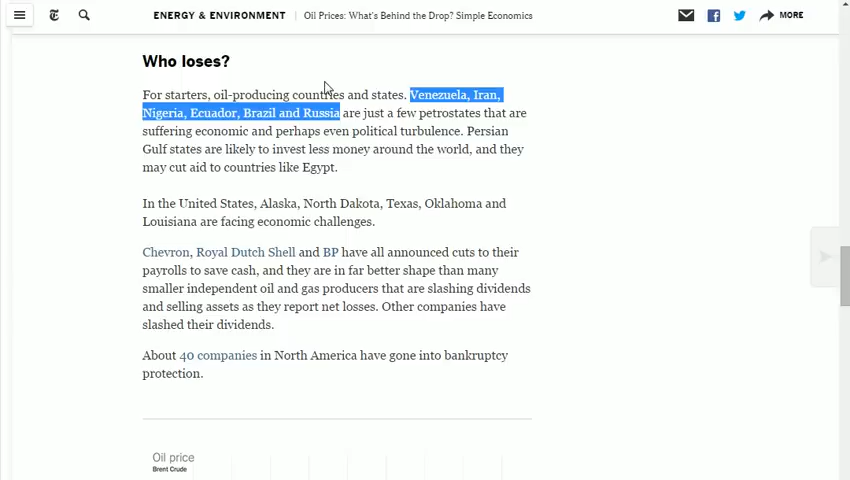 ENERGY & ENVIRONMENT | Oil Prices: What's Behind the Drop? Simple Economics
MORE
Who loses?
For starters, oil-producing countries and states. Venezuela, Iran,
Nigeria, Ecuador, Brazil and Russia are just a few petrostates that are
suffering economic and perhaps even political turbulence. Persian
Gulf states are likely to invest less money around the world, and they
may cut aid to countries like Egypt.
In the United States, Alaska, North Dakota, Texas, Oklahoma and
Louisiana are facing economic challenges.
Chevron, Royal Dutch Shell and BP have all announced cuts to their
payrolls to save cash, and they are in far better shape than many
smaller independent oil and gas producers that are slashing dividends
and selling assets as they report net losses. Other companies have
slashed their dividends.
About 40 companies in North America have gone into bankruptcy
protection.
Oil price
Brent Crude